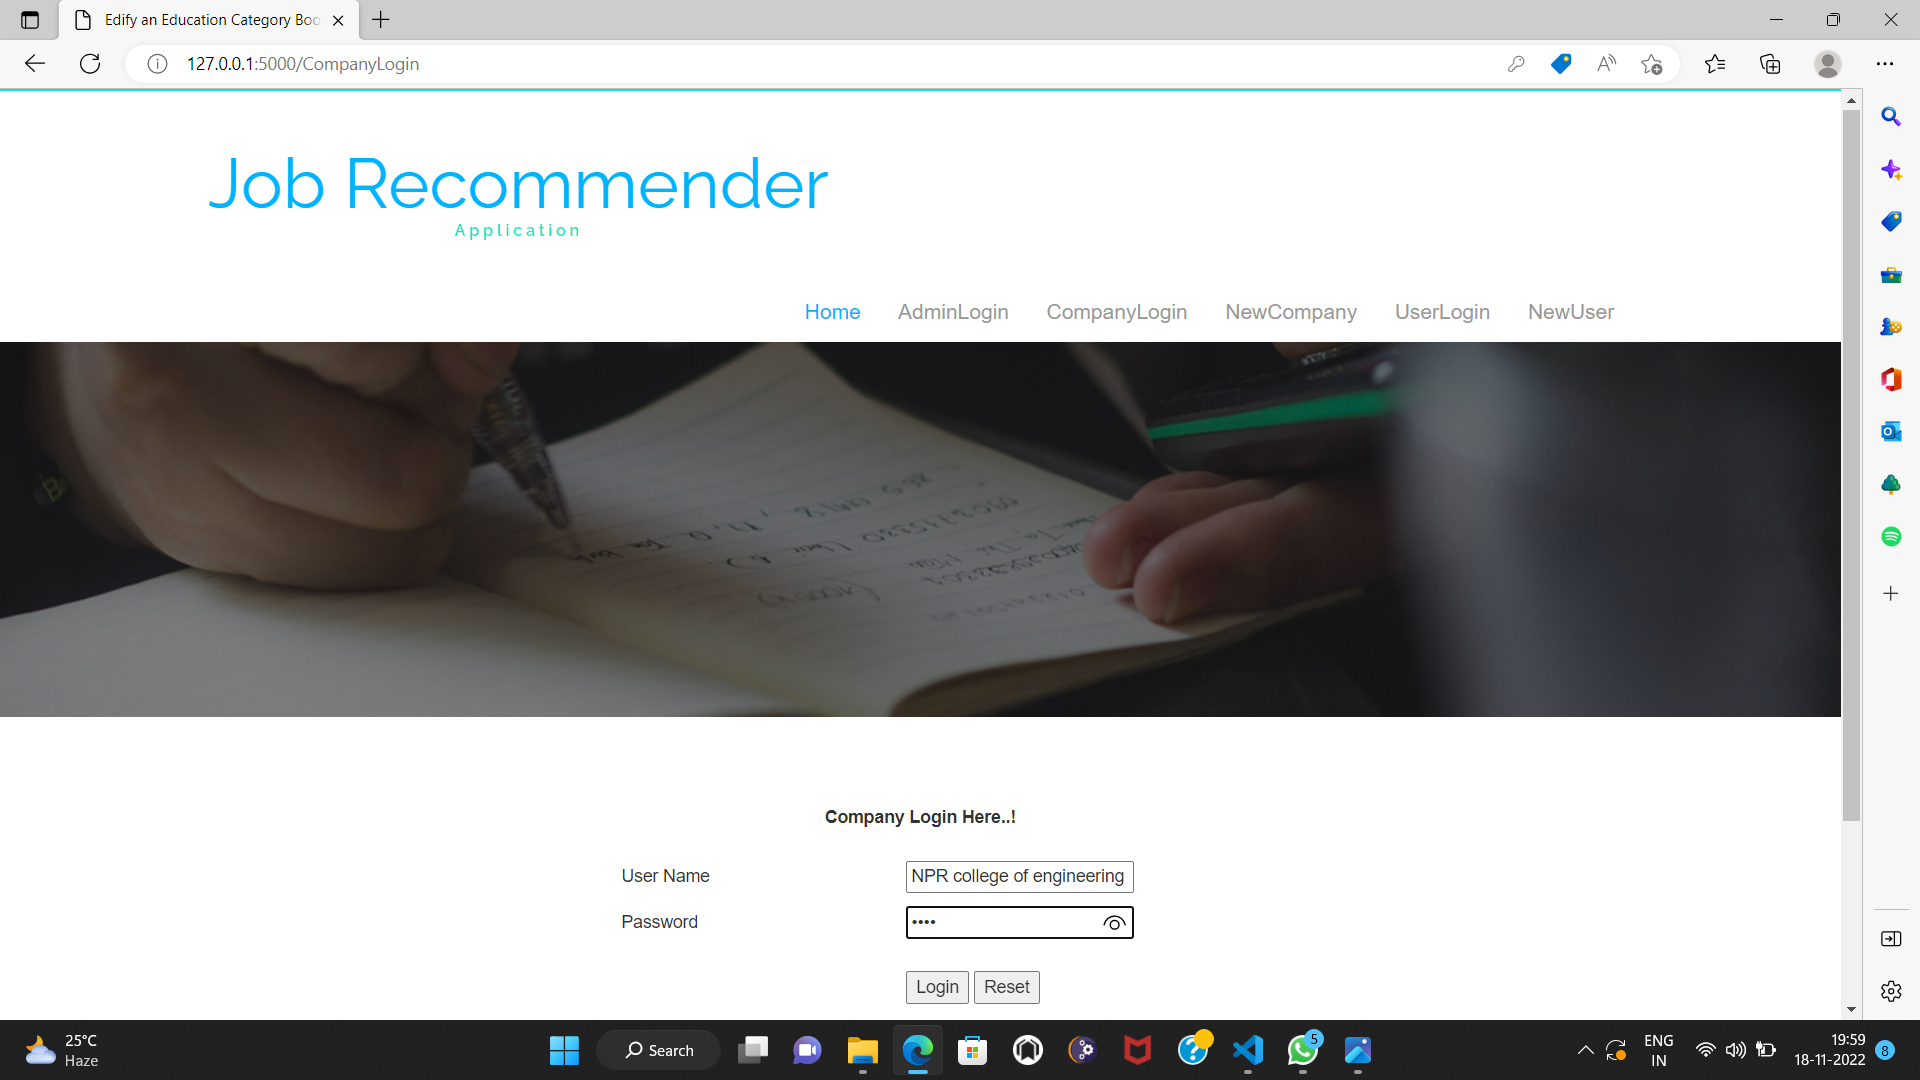 Edify an Education Category Boo
127.0.0.1:5000/CompanyLogin
Job Recommender
Application
Home AdminLogin CompanyLogin NewCompany UserLogin NewUser
Company Login Here..!
User Name NPR college of engineering
Password ••••
Login Reset
25°C
Haze
Search
5
ENG
IN
19:59
18-11-2022
8